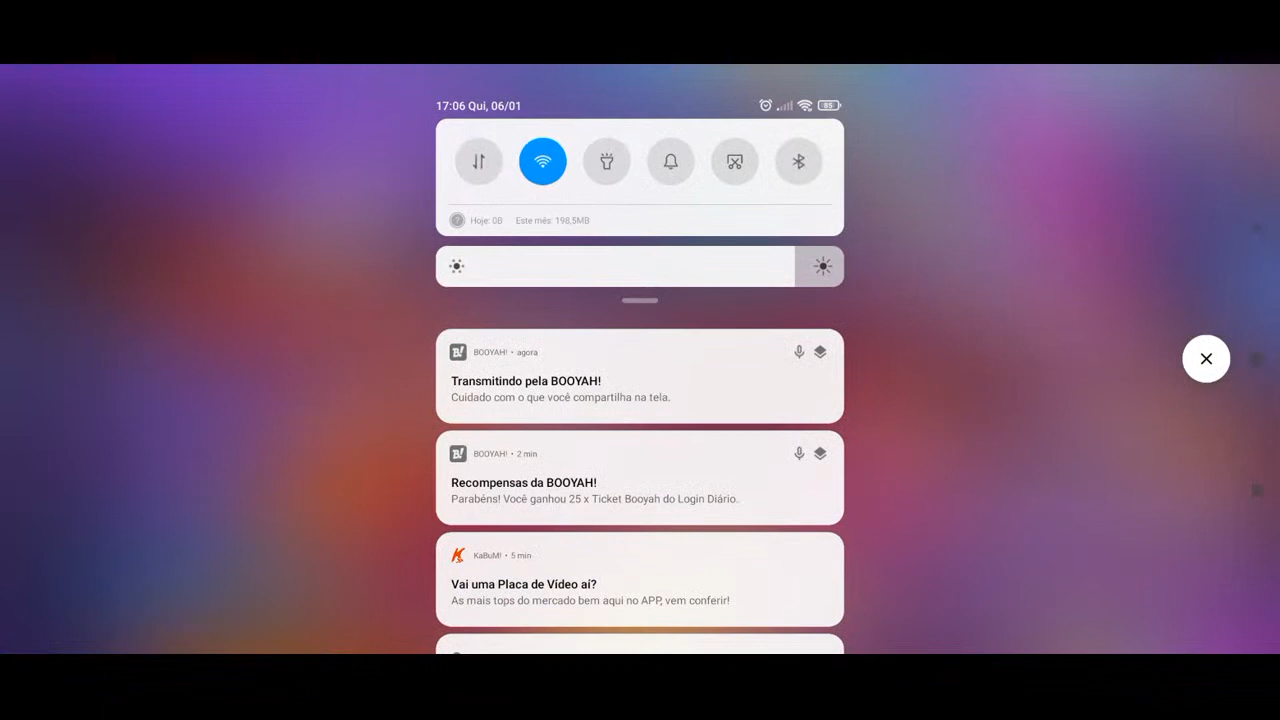 17:06 Qui, 06/01
85
Hoje: 0B Este mês: 198,5MB
BOOYAH! • agora
Transmitindo pela BOOYAH!
Cuidado com o que você compartilha na tela.
BOOYAH! • 2 min
Recompensas da BOOYAH!
Parabéns! Você ganhou 25 x Ticket Booyah do Login Diário.
KaBuM! • 5 min
Vai uma Placa de Vídeo aí?
As mais tops do mercado bem aqui no APP, vem conferir!